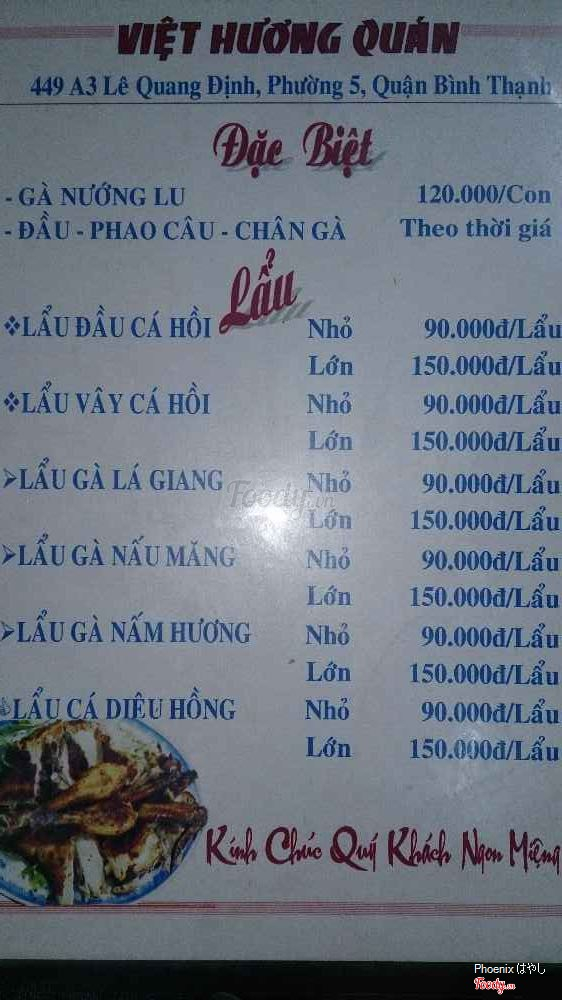 VIỆT HƯƠNG QUÁN
449 A3 Lê Quang Định, Phường 5, Quận Bình Thạnh
Đặc Biệt
- GÀ NƯỚNG LU 120.000/Con
- ĐẦU - PHAO CÂU - CHÂN GÀ Theo thời giá
Lẩu
❖LẨU ĐẦU CÁ HỒI Nhỏ 90.000đ/Lẩu
Lớn 150.000đ/Lẩu
❖LẨU VÂY CÁ HỒI Nhỏ 90.000đ/Lẩu
Lớn 150.000đ/Lẩu
➢LẨU GÀ LÁ GIANG Nhỏ 90.000đ/Lẩu
Foody.vn
Lớn 150.000đ/Lẩu
➢LẨU GÀ NẤU MĂNG Nhỏ 90.000đ/Lẩu
Lớn 150.000đ/Lẩu
➢LẨU GÀ NẤM HƯƠNG Nhỏ 90.000đ/Lẩu
Lớn 150.000đ/Lẩu
LẨU CÁ DIÊU HỒNG Nhỏ 90.000đ/Lẩu
Lớn 150.000đ/Lẩu
Kính Chúc Quý Khách Ngon Miệng
Phoenix はやし
Foody.vn